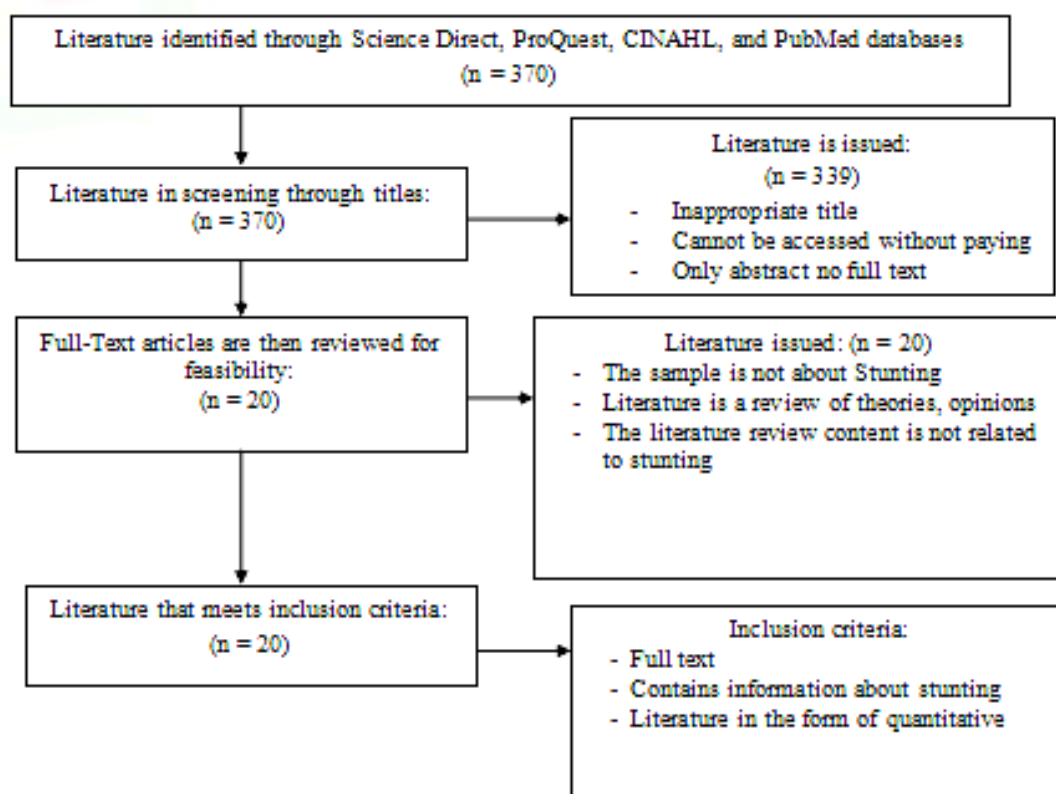 Literature identified through Science Direct, ProQuest, CINAHL, and PubMed databases
(n = 370)
Literature is issued:
(n = 339)
- Inappropriate title
- Cannot be accessed without paying
- Only abstract no full text
Literature in screening through titles:
(n = 370)
Full-Text articles are then reviewed for
feasibility:
(n = 20)
Literature issued: (n = 20)
- The sample is not about Stunting
- Literature is a review of theories, opinions
- The literature review content is not related
to stunting
Literature that meets inclusion criteria:
(n = 20)
Inclusion criteria:
- Full text
- Contains information about stunting
- Literature in the form of quantitative